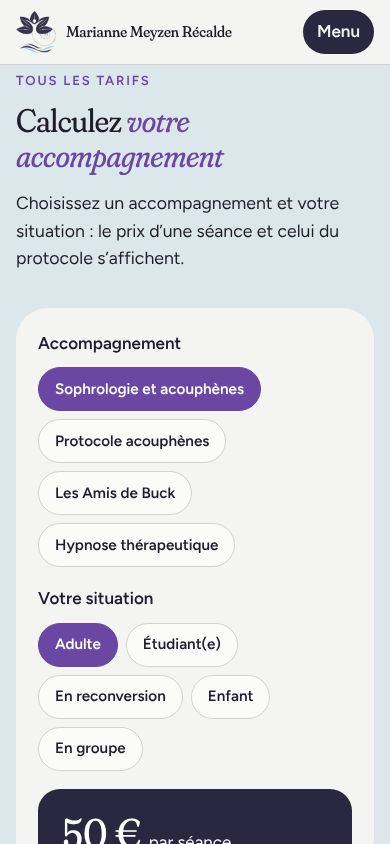 Marianne Meyzen Récalde
Menu
TOUS LES TARIFS
Calculez votre
accompagnement
Choisissez un accompagnement et votre
situation : le prix d’une séance et celui du
protocole s’affichent.
Accompagnement
Sophrologie et acouphènes
Protocole acouphènes
Les Amis de Buck
Hypnose thérapeutique
Votre situation
Adulte
Étudiant(e)
En reconversion
Enfant
En groupe
50 € par séance